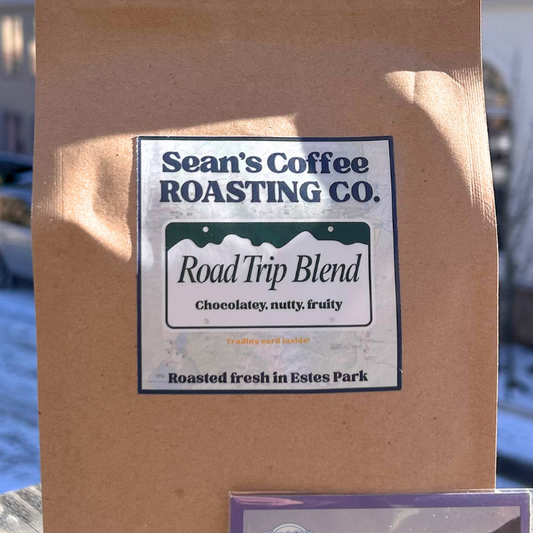 Sean's Coffee
ROASTING CO.
Road Trip Blend
Chocolatey, nutty, fruity
Trading card inside!
Roasted fresh in Estes Park